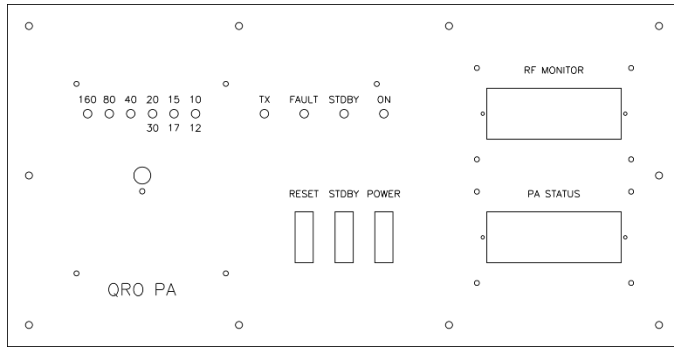 RF MONITOR
160 80 40 20 15 10
30 17 12
TX FAULT STDBY ON
PA STATUS
RESET STDBY POWER
QRO PA